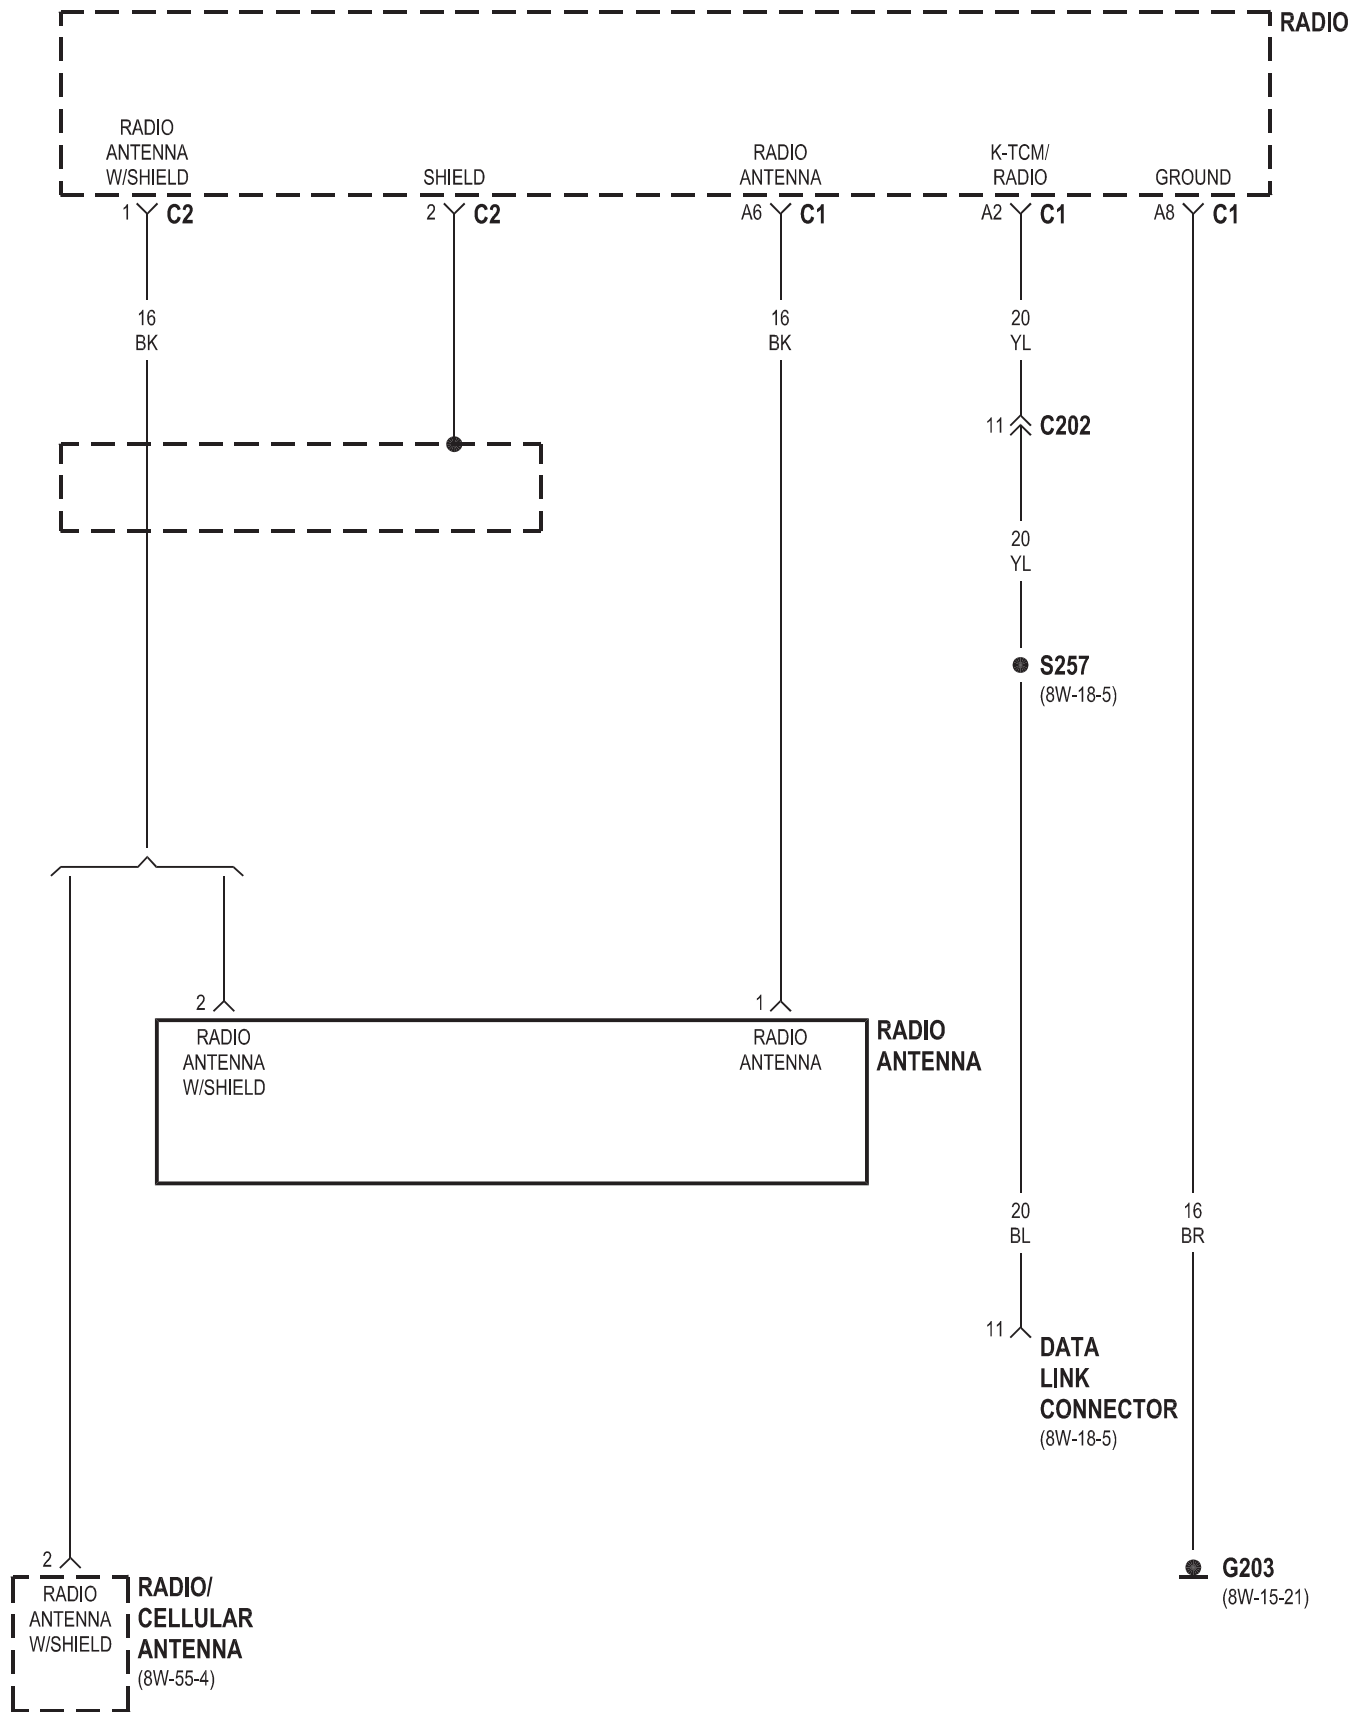 RADIO
RADIO
ANTENNA
W/SHIELD
SHIELD
RADIO
ANTENNA
K-TCM/
RADIO
GROUND
1 C2
2 C2
A6 C1
A2 C1
A8 C1
16
BK
16
BK
20
YL
11 C202
20
YL
S257
(8W-18-5)
2
1
RADIO
ANTENNA
W/SHIELD
RADIO
ANTENNA
RADIO
ANTENNA
20
BL
16
BR
11
DATA
LINK
CONNECTOR
(8W-18-5)
2
RADIO
ANTENNA
W/SHIELD
RADIO/
CELLULAR
ANTENNA
(8W-55-4)
G203
(8W-15-21)